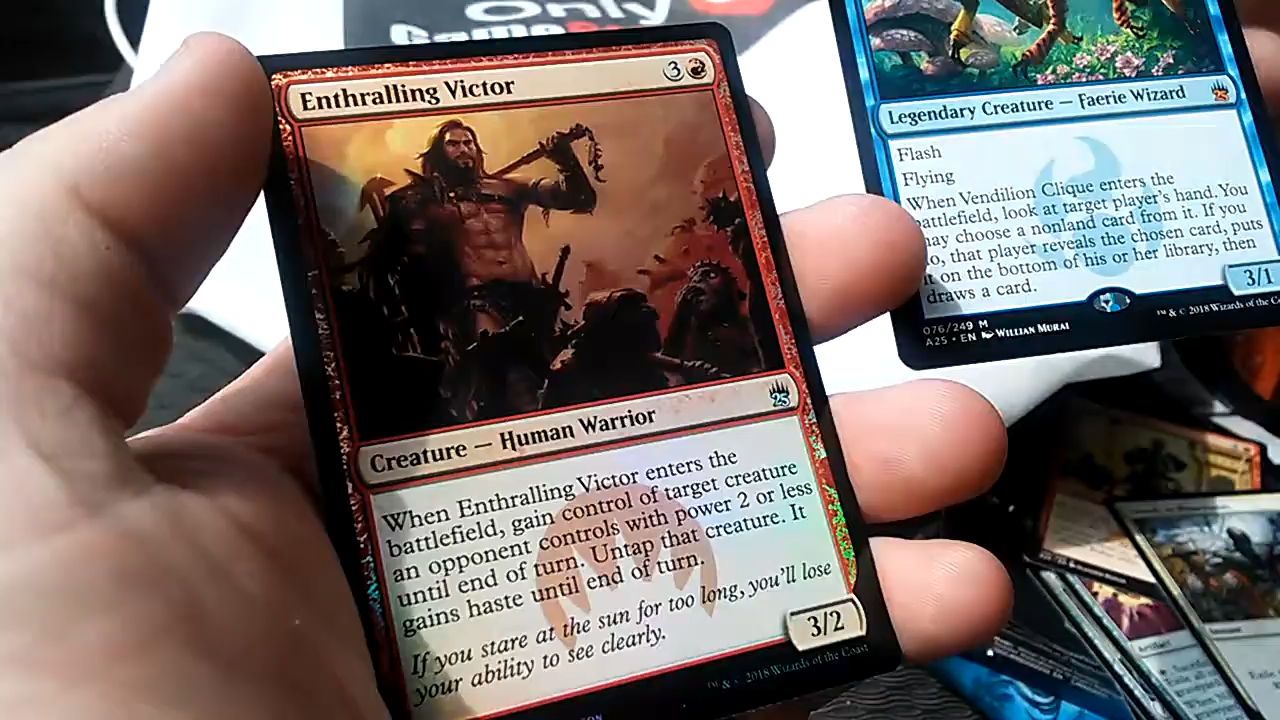 Only
Game
Enthralling Victor
3
25
Creature — Human Warrior
When Enthralling Victor enters the
battlefield, gain control of target creature
an opponent controls with power 2 or less
until end of turn. Untap that creature. It
gains haste until end of turn.
If you stare at the sun for too long, you'll lose
your ability to see clearly.
3/2
™ & © 2018 Wizards of the Coast
Legendary Creature — Faerie Wizard
25
Flash
Flying
When Vendilion Clique enters the
battlefield, look at target player's hand. You
may choose a nonland card from it. If you
do, that player reveals the chosen card, puts
it on the bottom of his or her library, then
draws a card.
3/1
076/249 M
A25 • EN WILLIAN MURAI
™ & © 2018 Wizards of the
Artifact